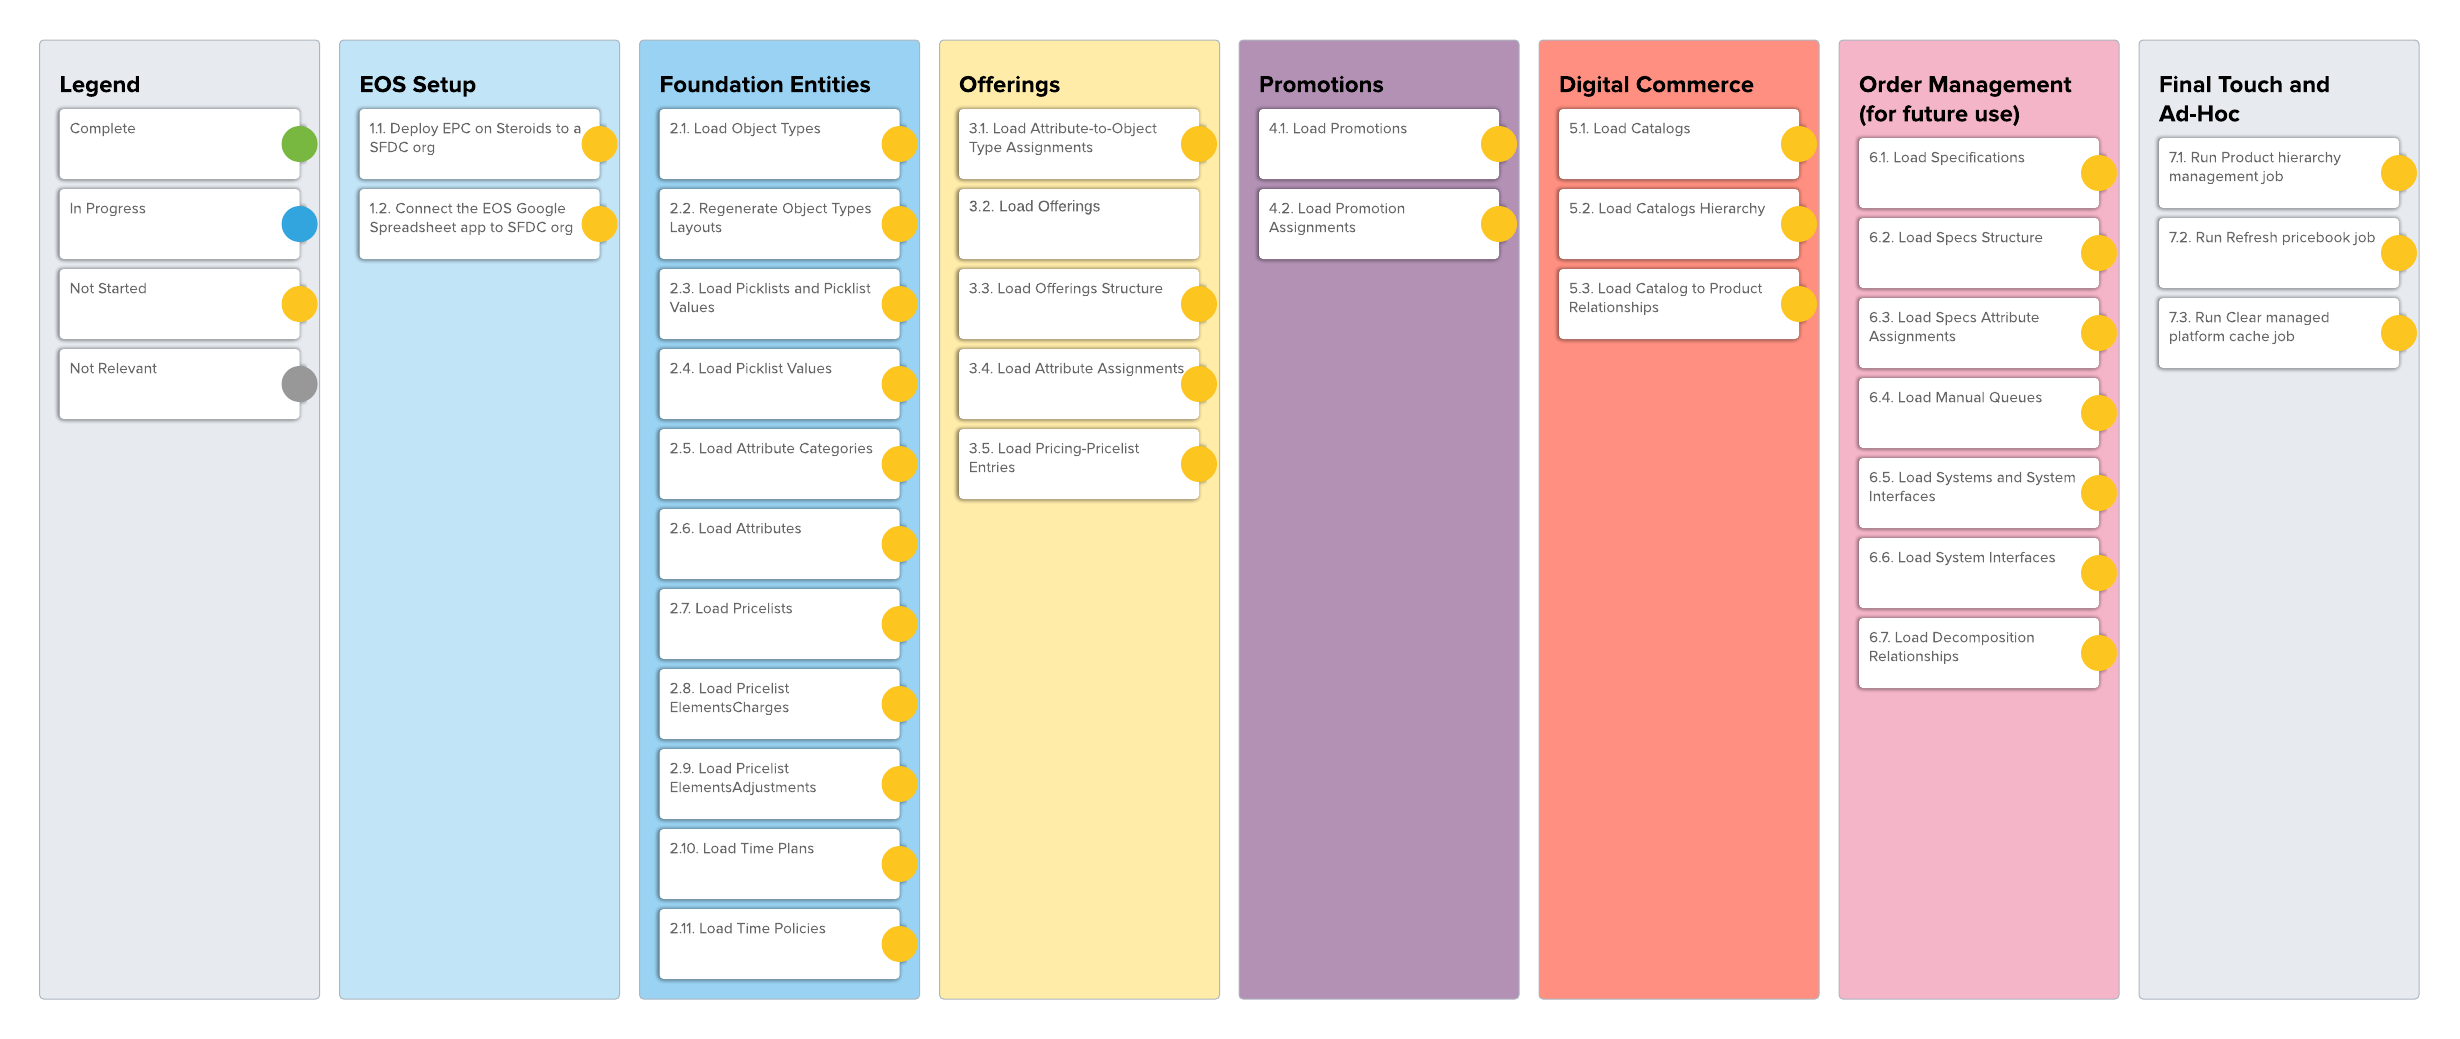 Legend
Complete
In Progress
Not Started
Not Relevant
EOS Setup
1.1. Deploy EPC on Steroids to a
SFDC org
1.2. Connect the EOS Google
Spreadsheet app to SFDC org
Foundation Entities
2.1. Load Object Types
2.2. Regenerate Object Types
Layouts
2.3. Load Picklists and Picklist
Values
2.4. Load Picklist Values
2.5. Load Attribute Categories
2.6. Load Attributes
2.7. Load Pricelists
2.8. Load Pricelist
ElementsCharges
2.9. Load Pricelist
ElementsAdjustments
2.10. Load Time Plans
2.11. Load Time Policies
Offerings
3.1. Load Attribute-to-Object
Type Assignments
3.2. Load Offerings
3.3. Load Offerings Structure
3.4. Load Attribute Assignments
3.5. Load Pricing-Pricelist
Entries
Promotions
4.1. Load Promotions
4.2. Load Promotion
Assignments
Digital Commerce
5.1. Load Catalogs
5.2. Load Catalogs Hierarchy
5.3. Load Catalog to Product
Relationships
Order Management
(for future use)
6.1. Load Specifications
6.2. Load Specs Structure
6.3. Load Specs Attribute
Assignments
6.4. Load Manual Queues
6.5. Load Systems and System
Interfaces
6.6. Load System Interfaces
6.7. Load Decomposition
Relationships
Final Touch and
Ad-Hoc
7.1. Run Product hierarchy
management job
7.2. Run Refresh pricebook job
7.3. Run Clear managed
platform cache job